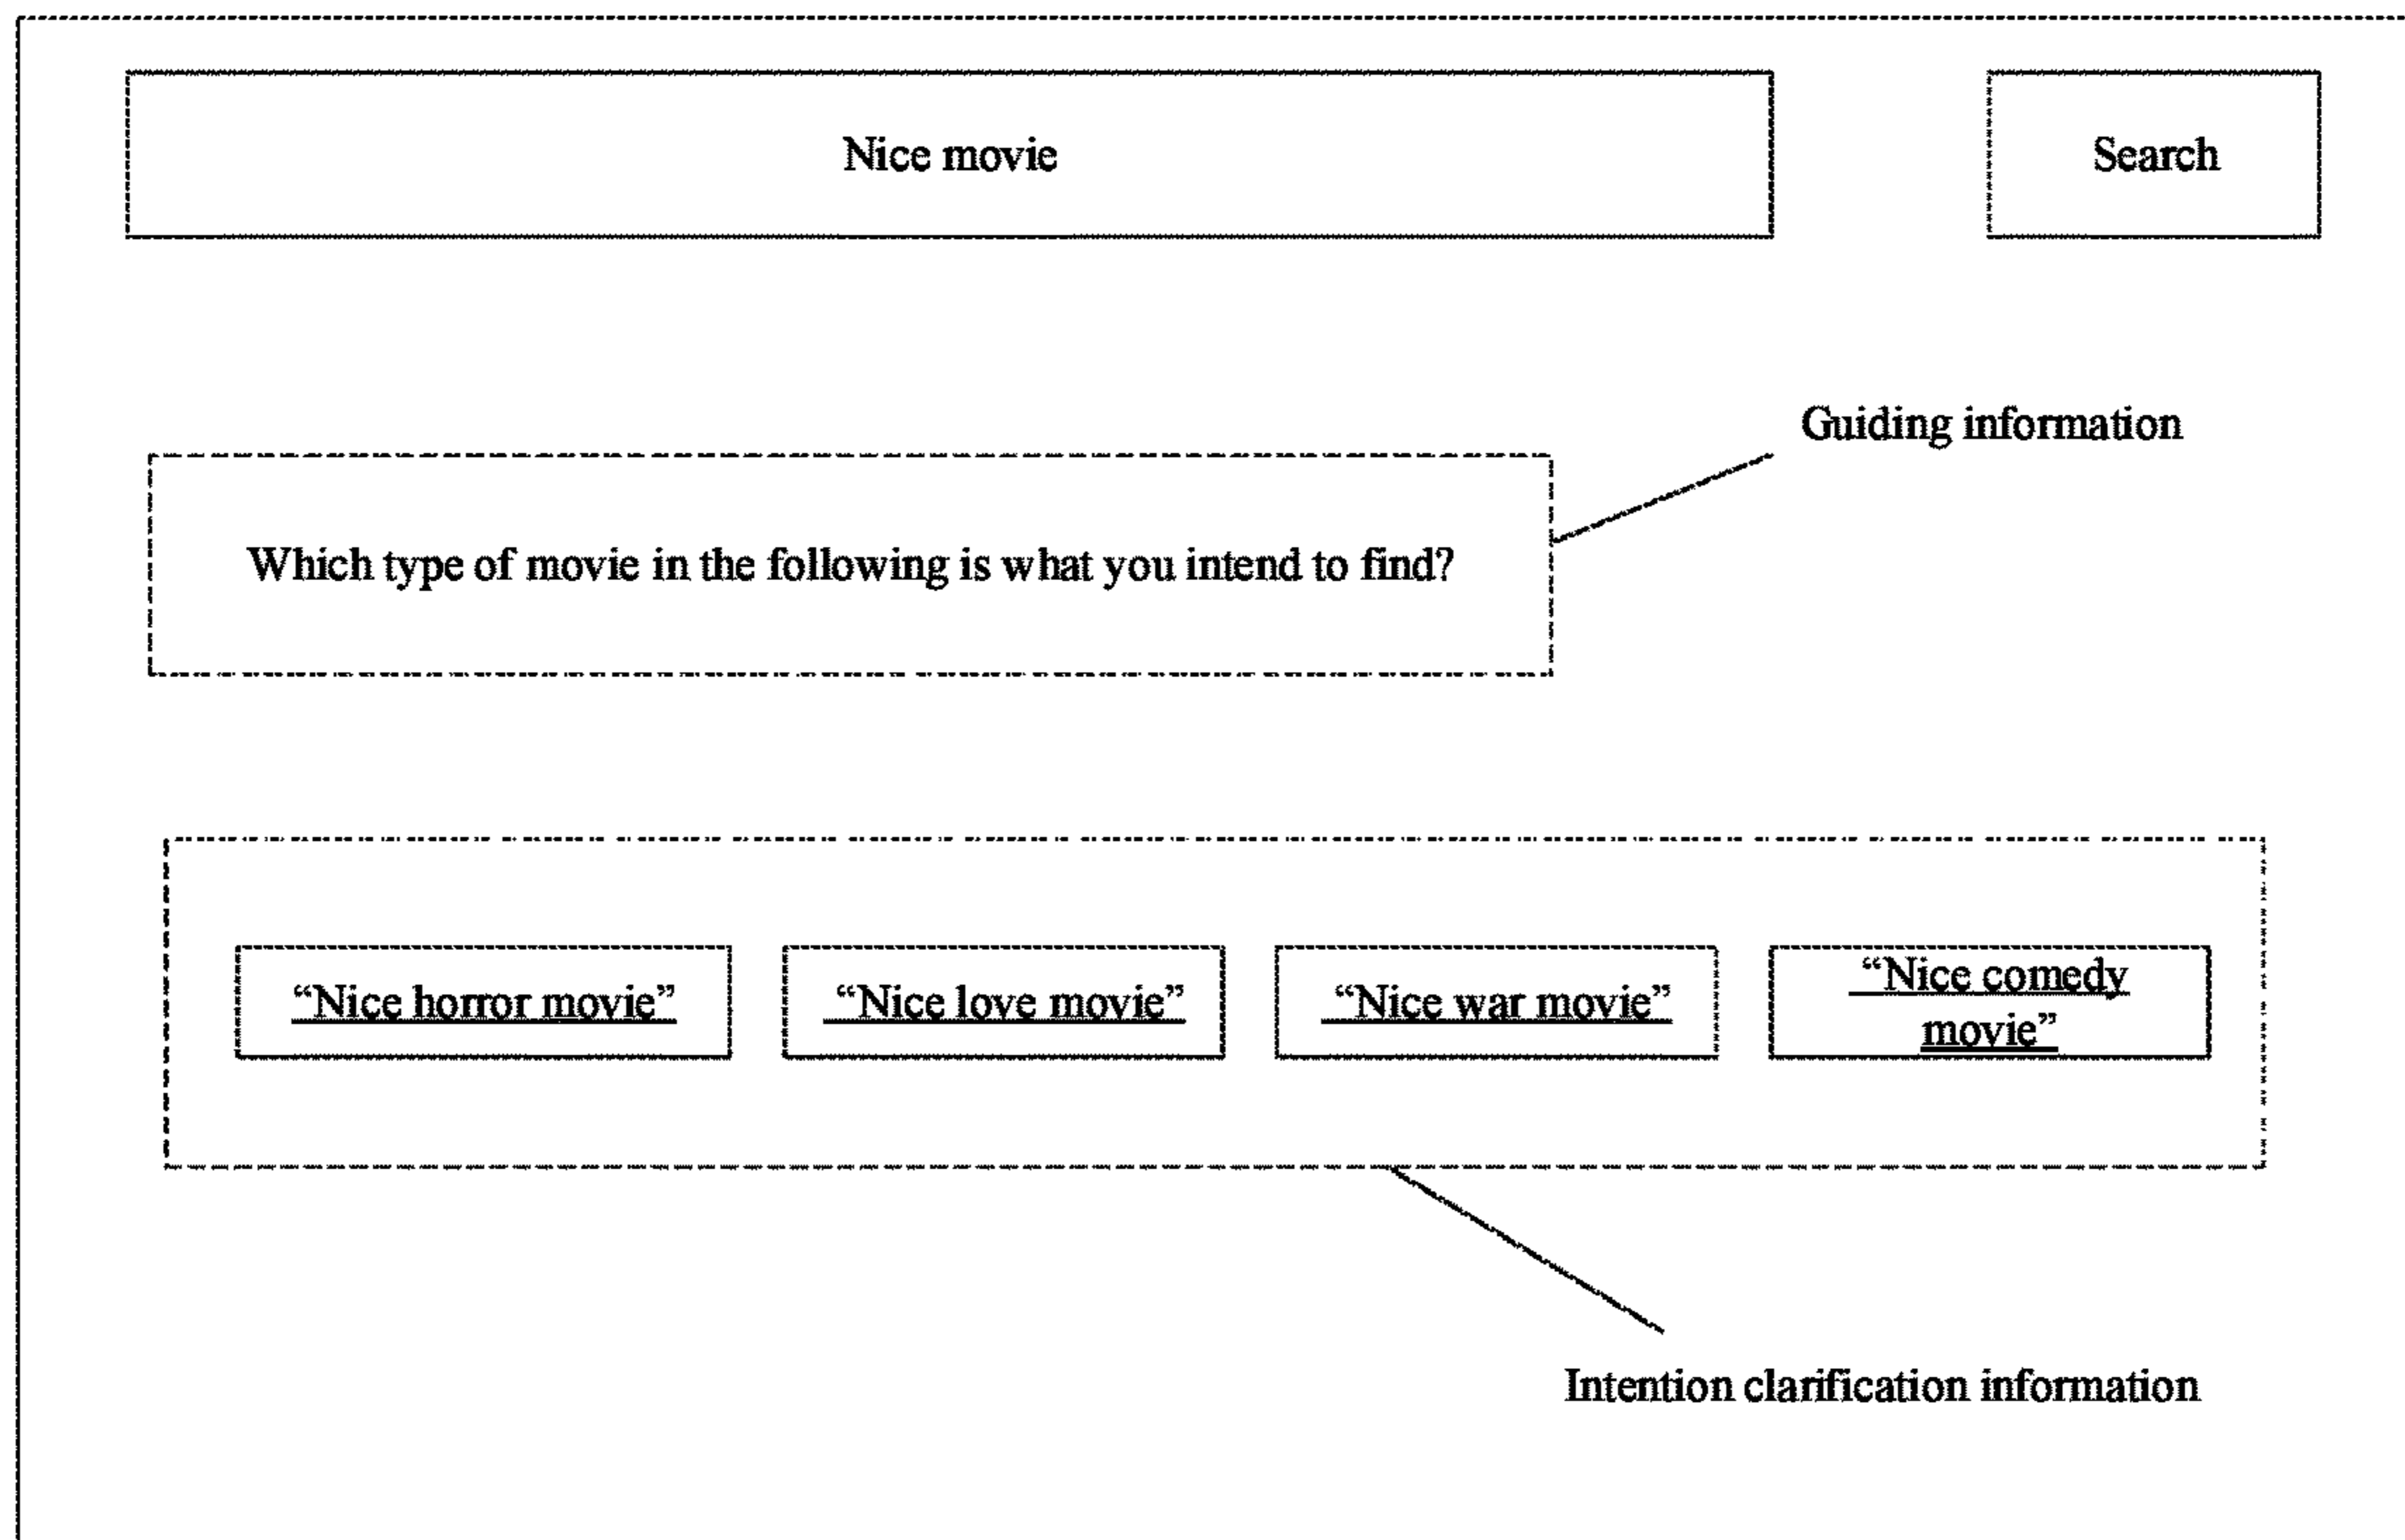 Nice movie
Search
Guiding information
Which type of movie in the following is what you intend to find?
“Nice horror movie”
“Nice love movie”
“Nice war movie”
“Nice comedy
movie”
Intention clarification information